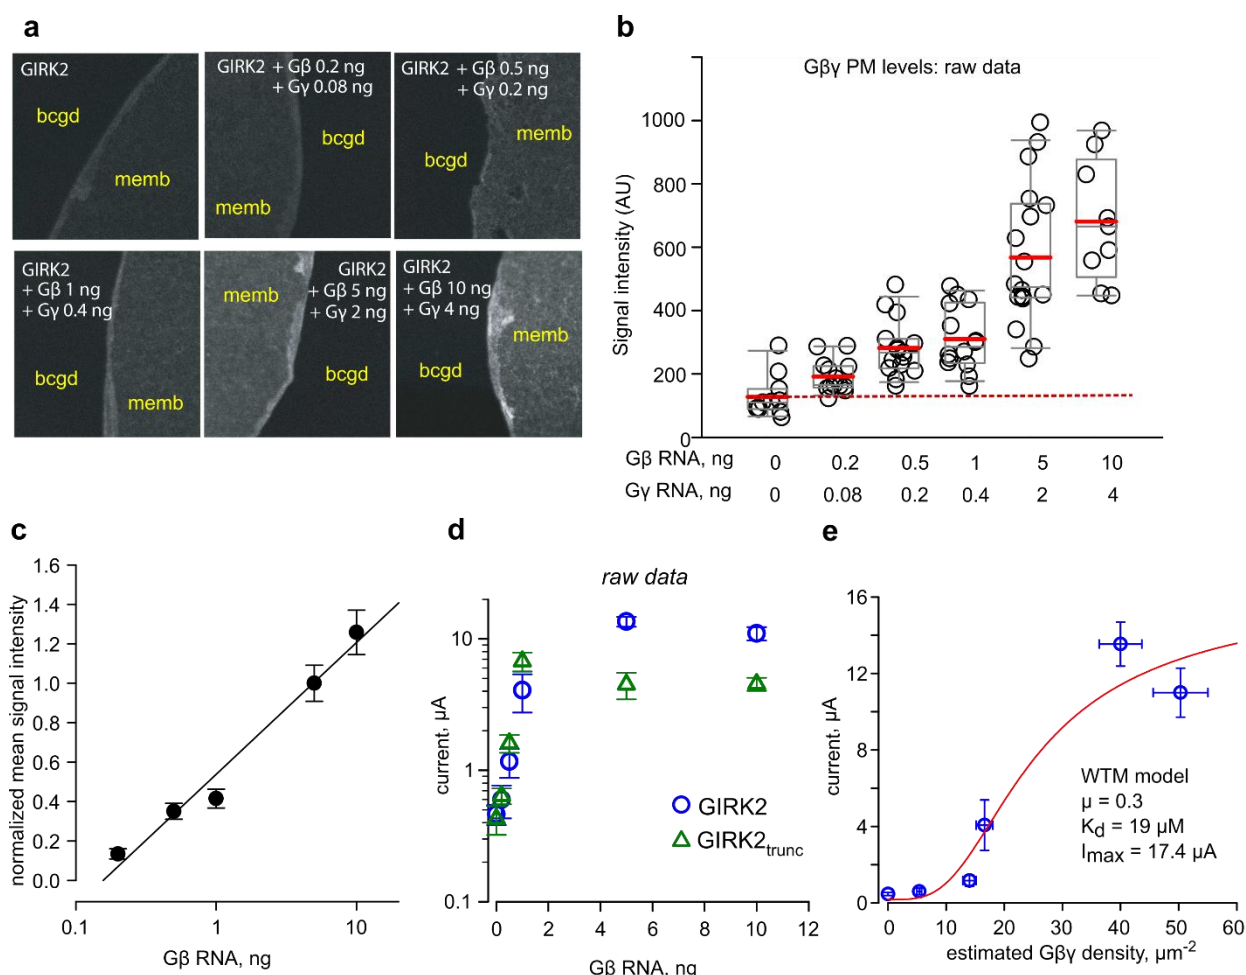 a
GIRK2
bcgd
memb
GIRK2 + Gβ 0.2 ng
+ Gγ 0.08 ng
bcgd
memb
GIRK2 + Gβ 0.5 ng
+ Gγ 0.2 ng
memb
bcgd
GIRK2
+ Gβ 1 ng
+ Gγ 0.4 ng
bcgd
memb
GIRK2
+ Gβ 5 ng
+ Gγ 2 ng
memb
bcgd
GIRK2
+ Gβ 10 ng
+ Gγ 4 ng
memb
bcgd
b
Gβγ PM levels: raw data
Signal intensity (AU)
1000
800
600
400
200
0
Gβ RNA, ng 0 0.2 0.5 1 5 10
Gγ RNA, ng 0 0.08 0.2 0.4 2 4
c
normalized mean signal intensity
1.6
1.4
1.2
1.0
0.8
0.6
0.4
0.2
0.0
0.1 1 10
Gβ RNA, ng
d
raw data
current, µA
10
1
0.1
GIRK2
GIRK2trunc
0 2 4 6 8 10 12
Gβ RNA, ng
e
current, µA
16
12
8
4
0
WTM model
µ = 0.3
Kd = 19 µM
Imax = 17.4 µA
0 10 20 30 40 50 60
estimated Gβγ density, µm-2